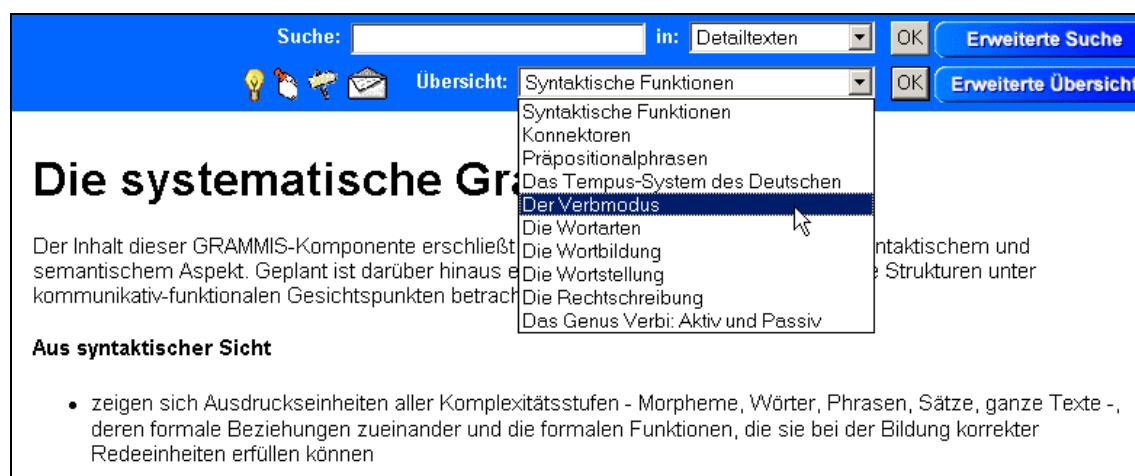 Suche: in: Detailtexten OK Erweiterte Suche
Übersicht: Syntaktische Funktionen OK Erweiterte Übersicht
Syntaktische Funktionen
Konnektoren
Präpositionalphrasen
Das Tempus-System des Deutschen
Der Verbmodus
Die Wortarten
Die Wortbildung
Die Wortstellung
Die Rechtschreibung
Das Genus Verbi: Aktiv und Passiv
Die systematische Gra
Der Inhalt dieser GRAMMIS-Komponente erschließt ntaktischem und
semantischem Aspekt. Geplant ist darüber hinaus e Strukturen unter
kommunikativ-funktionalen Gesichtspunkten betrach
Aus syntaktischer Sicht
• zeigen sich Ausdruckseinheiten aller Komplexitätsstufen - Morpheme, Wörter, Phrasen, Sätze, ganze Texte -,
deren formale Beziehungen zueinander und die formalen Funktionen, die sie bei der Bildung korrekter
Redeeinheiten erfüllen können